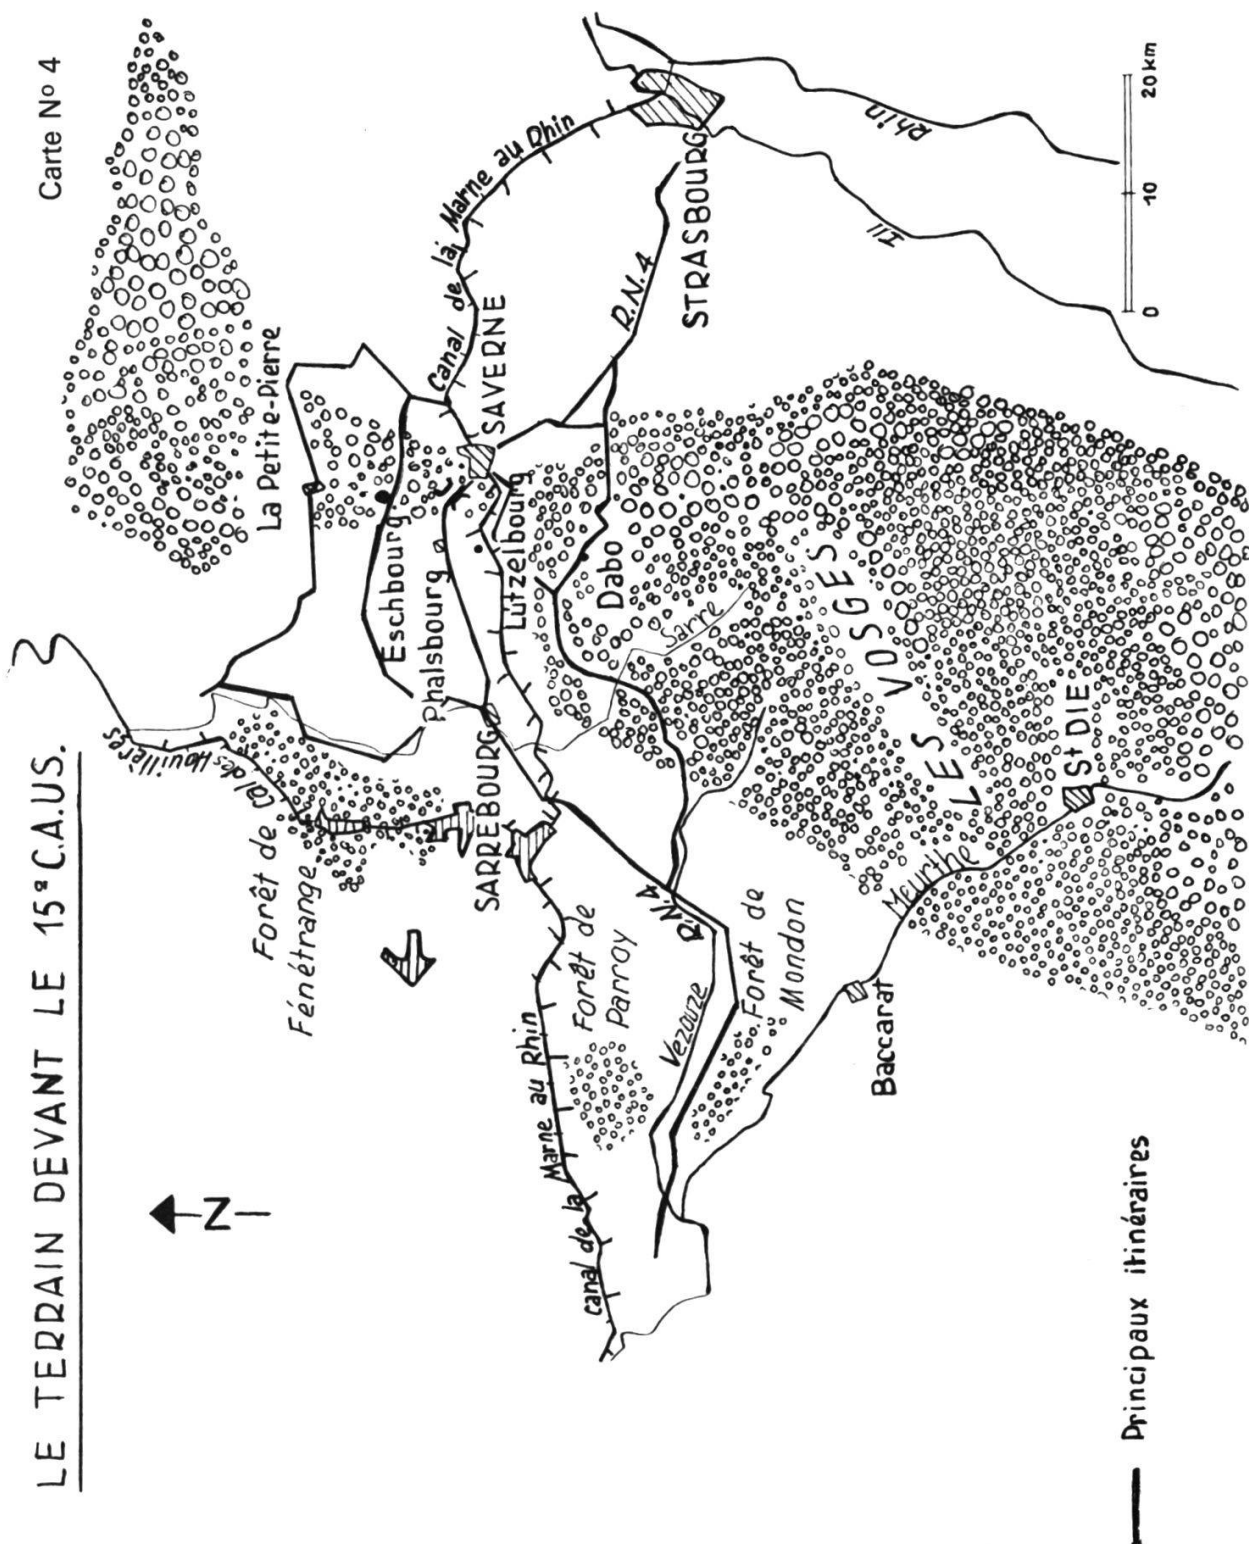 LE TERRAIN DEVANT LE 15e C.A.US.
Carte No 4
N
Houillères
Cal des
Forêt de
Fénétrange
La Petite-Pierre
Eschbourg
Phalsbourg
Canal de la Marne au Rhin
SAVERNE
Lutzelbourg
SARREBOURG
Dabo
Sarre
R.N.4
STRASBOURG
Rhin
Ill
canal de la Marne au Rhin
Forêt de
Parroy
R.N.4
Vezouze
Forêt de
Mondon
Baccarat
Meurthe
LES VOSGES
St DIE
0 10 20 km
Principaux itinéraires